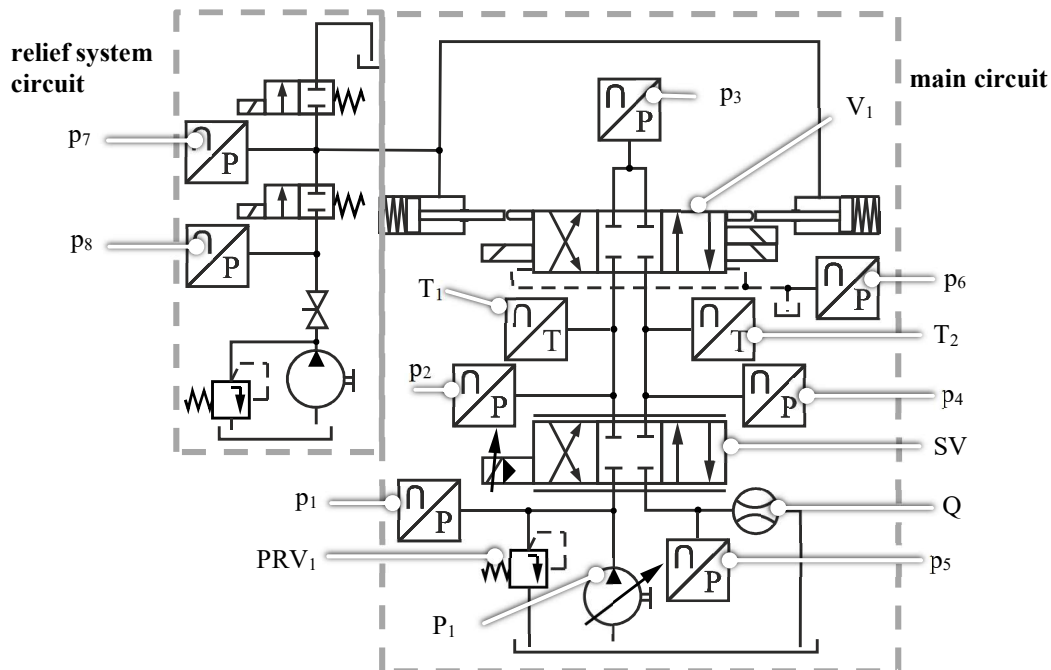 relief system
circuit
main circuit
p₃
V₁
∩
P
p₇
∩
P
p₈
∩
P
p₆
∩
P
T₁
∩
T
T₂
∩
T
p₂
∩
P
p₄
∩
P
SV
p₁
∩
P
Q
PRV₁
p₅
∩
P
P₁